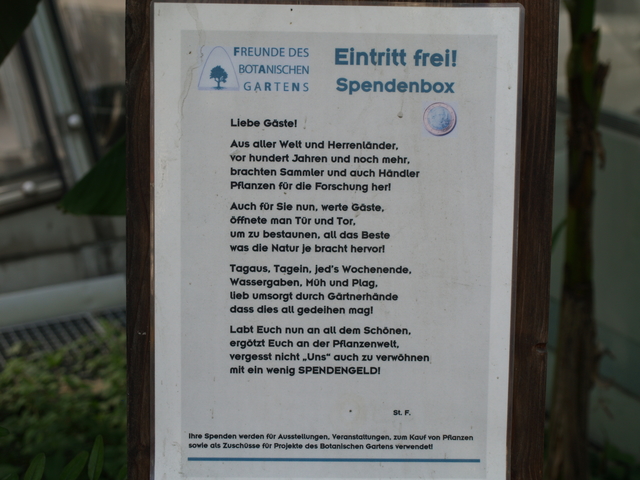 FREUNDE DES
BOTANISCHEN
GARTENS
Eintritt frei!
Spendenbox
Liebe Gäste!
Aus aller Welt und Herrenländer,
vor hundert Jahren und noch mehr,
brachten Sammler und auch Händler
Pflanzen für die Forschung her!
Auch für Sie nun, werte Gäste,
öffnete man Tür und Tor,
um zu bestaunen, all das Beste
was die Natur je bracht hervor!
Tagaus, Tagein, jed's Wochenende,
Wassergaben, Müh und Plag,
lieb umsorgt durch Gärtnerhände
dass dies all gedeihen mag!
Labt Euch nun an all dem Schönen,
ergötzt Euch an der Pflanzenwelt,
vergesst nicht „Uns" auch zu verwöhnen
mit ein wenig SPENDENGELD!
St. F.
Ihre Spenden werden für Ausstellungen, Veranstaltungen, zum Kauf von Pflanzen
sowie als Zuschüsse für Projekte des Botanischen Gartens verwendet!